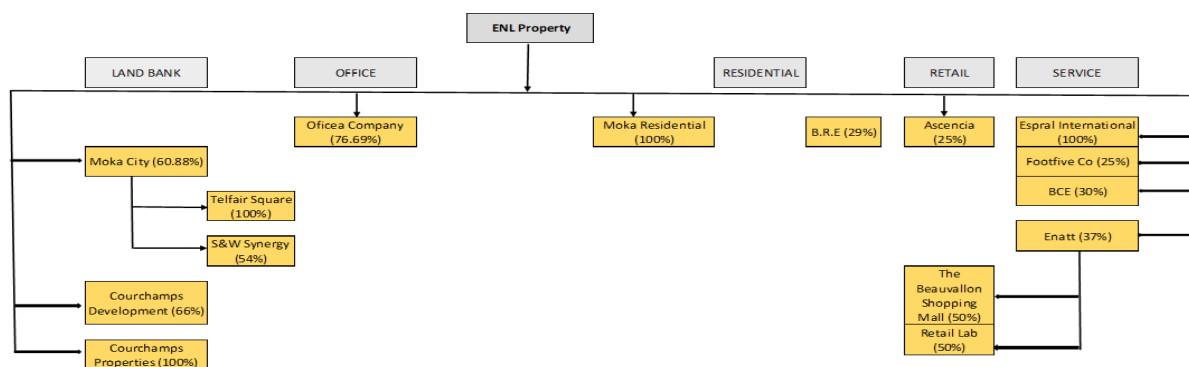 ENL Property
LAND BANK
OFFICE
RESIDENTIAL
RETAIL
SERVICE
Oficea Company
(76.69%)
Moka Residential
(100%)
B.R.E (29%)
Ascencia
(25%)
Espral International
(100%)
Moka City (60.88%)
Footfive Co (25%)
BCE (30%)
Telfair Square
(100%)
S&W Synergy
(54%)
Enatt (37%)
Courchamps
Development (66%)
The
Beauvallon
Shopping
Mall (50%)
Retail Lab
(50%)
Courchamps
Properties (100%)